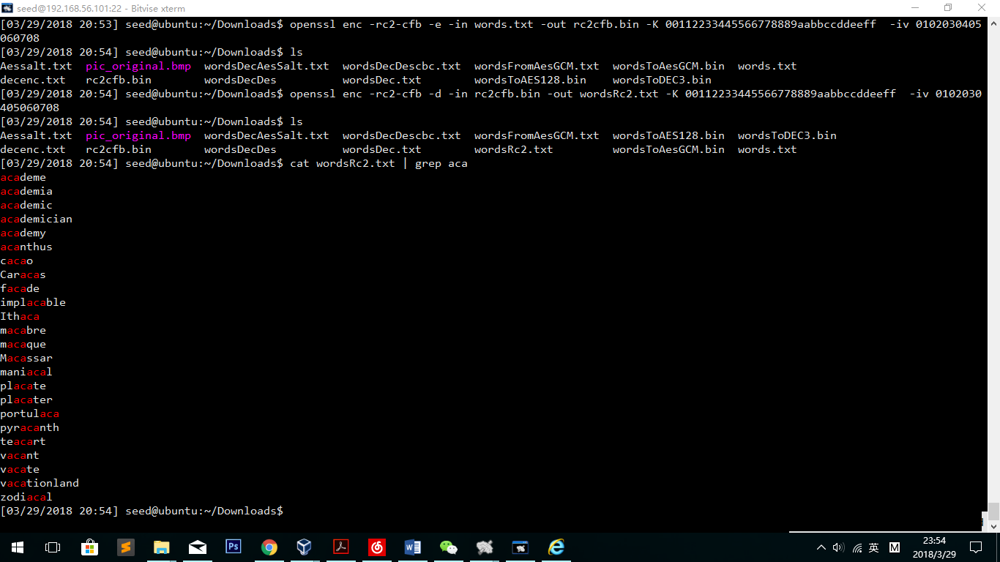 seed@192.168.56.101:22 - Bitvise xterm
[03/29/2018 20:53] seed@ubuntu:~/Downloads$ openssl enc -rc2-cfb -e -in words.txt -out rc2cfb.bin -K 00112233445566778889aabbccddeeff  -iv 0102030405
060708
[03/29/2018 20:54] seed@ubuntu:~/Downloads$ ls
Aessalt.txt  pic_original.bmp  wordsDecAesSalt.txt  wordsDecDescbc.txt  wordsFromAesGCM.txt  wordsToAesGCM.bin  words.txt
decenc.txt   rc2cfb.bin        wordsDecDes          wordsDec.txt        wordsToAES128.bin    wordsToDEC3.bin
[03/29/2018 20:54] seed@ubuntu:~/Downloads$ openssl enc -rc2-cfb -d -in rc2cfb.bin -out wordsRc2.txt -K 00112233445566778889aabbccddeeff  -iv 0102030
405060708
[03/29/2018 20:54] seed@ubuntu:~/Downloads$ ls
Aessalt.txt  pic_original.bmp  wordsDecAesSalt.txt  wordsDecDescbc.txt  wordsFromAesGCM.txt  wordsToAES128.bin  wordsToDEC3.bin
decenc.txt   rc2cfb.bin        wordsDecDes          wordsDec.txt        wordsRc2.txt         wordsToAesGCM.bin  words.txt
[03/29/2018 20:54] seed@ubuntu:~/Downloads$ cat wordsRc2.txt | grep aca
academe
academia
academic
academician
academy
acanthus
cacao
Caracas
facade
implacable
Ithaca
macabre
macaque
Macassar
maniacal
placate
placater
portulaca
pyracanth
teacart
vacant
vacate
vacationland
zodiacal
[03/29/2018 20:54] seed@ubuntu:~/Downloads$
Ps
英
M
23:54
2018/3/29